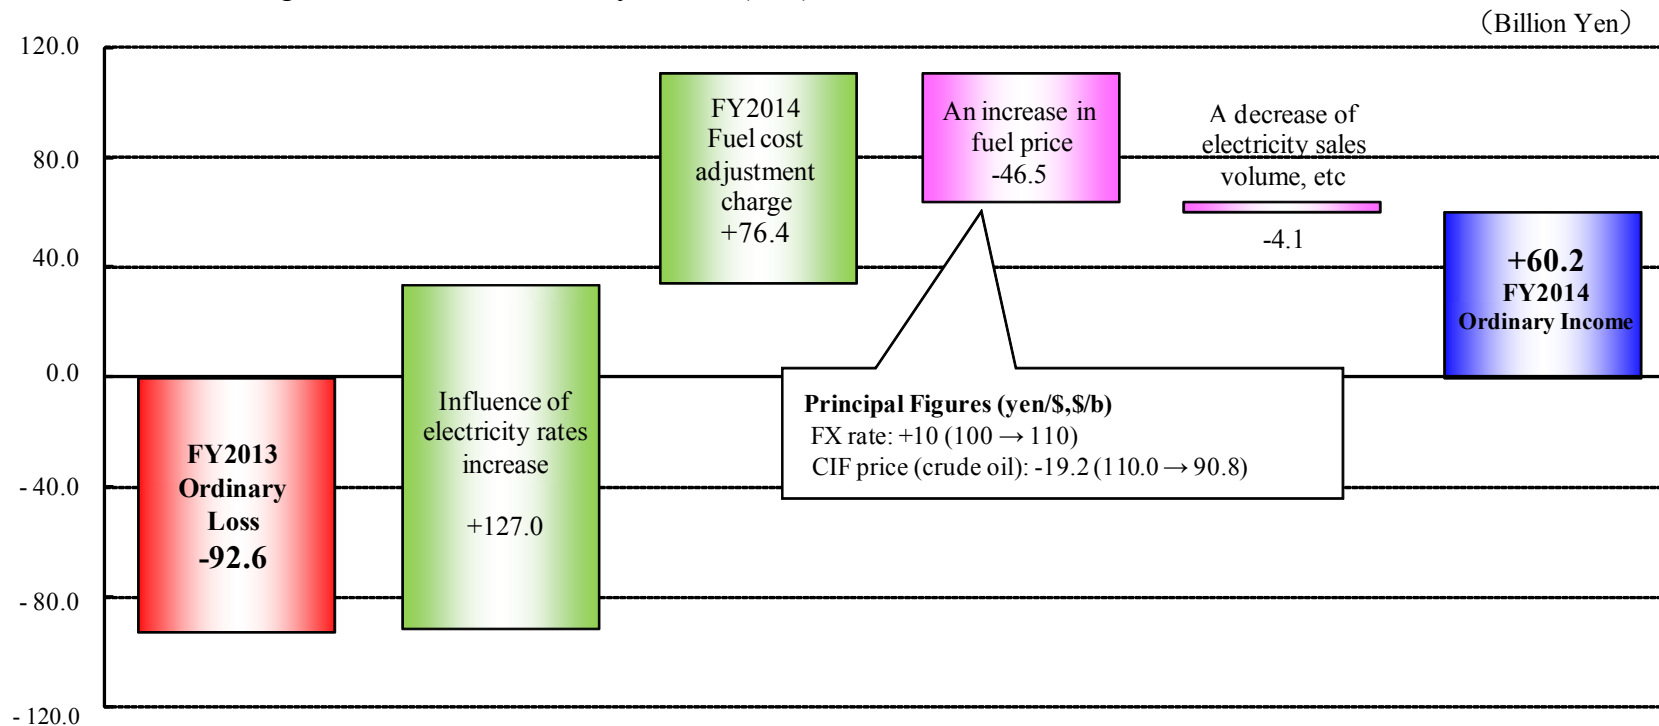 （Billion Yen）
120.0
80.0
40.0
0.0
- 40.0
- 80.0
- 120.0
FY2013
Ordinary
Loss
-92.6
Influence of
electricity rates
increase
+127.0
FY2014
Fuel cost
adjustment
charge
+76.4
An increase in
fuel price
-46.5
A decrease of
electricity sales
volume, etc
-4.1
+60.2
FY2014
Ordinary Income
Principal Figures (yen/$,$/b)
FX rate: +10 (100 → 110)
CIF price (crude oil): -19.2 (110.0 → 90.8)